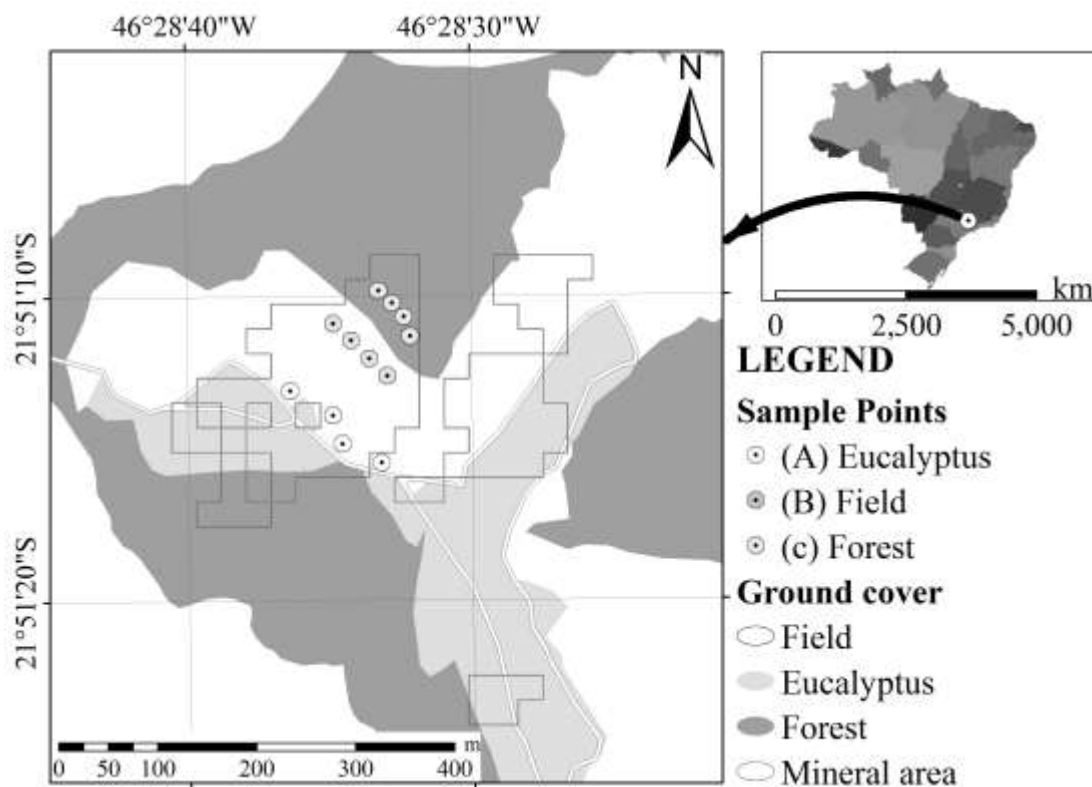 46°28'40"W 46°28'30"W
N
21°51'10"S
21°51'20"S
m
0 50 100 200 300 400
km
0 2,500 5,000
LEGEND
Sample Points
(A) Eucalyptus
(B) Field
(c) Forest
Ground cover
Field
Eucalyptus
Forest
Mineral area